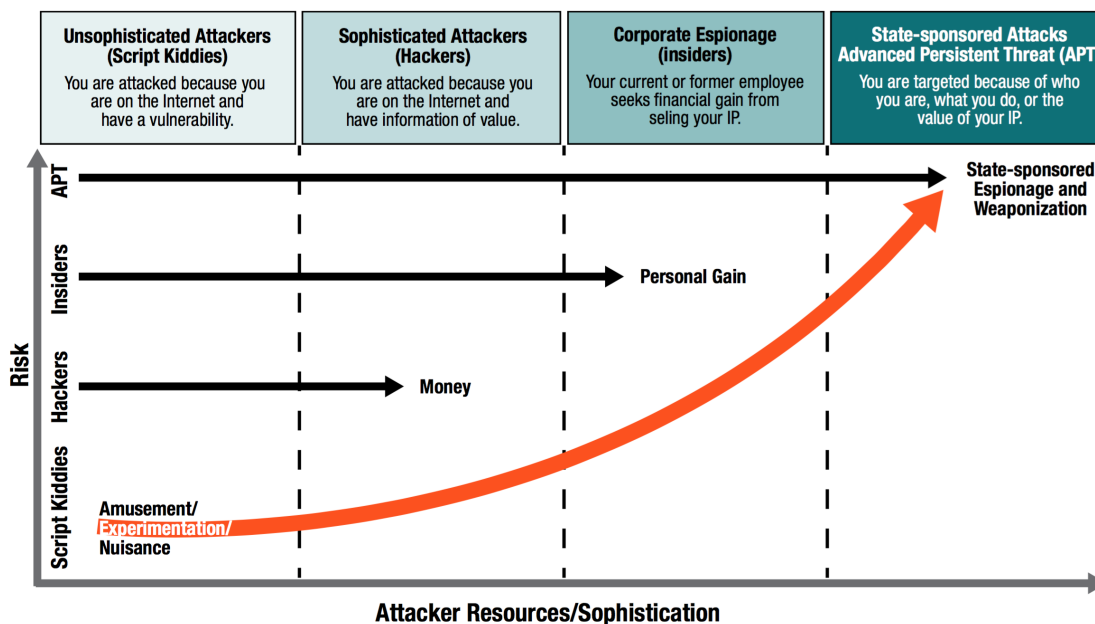 Unsophisticated Attackers
(Script Kiddies)
You are attacked because you
are on the Internet and
have a vulnerability.
Sophisticated Attackers
(Hackers)
You are attacked because you
are on the Internet and
have information of value.
Corporate Espionage
(insiders)
Your current or former employee
seeks financial gain from
seling your IP.
State-sponsored Attacks
Advanced Persistent Threat (APT
You are targeted because of who
you are, what you do, or the
value of your IP.
Risk
APT
State-sponsored
Espionage and
Weaponization
Insiders
Personal Gain
Hackers
Money
Script Kiddies
Amusement/
Experimentation/
Nuisance
Attacker Resources/Sophistication